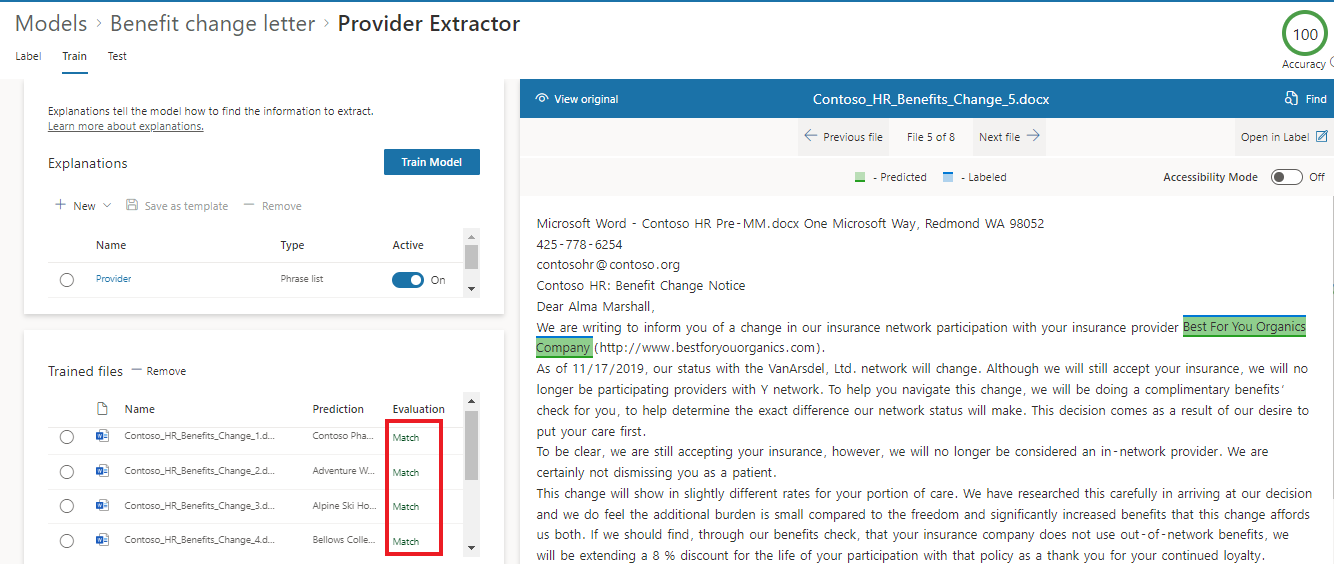 Models > Benefit change letter > Provider Extractor
Label Train Test
100
Accuracy
Explanations tell the model how to find the information to extract.
Learn more about explanations.
Explanations
Train Model
New Save as template Remove
Name Type Active
Provider Phrase list On
Trained files Remove
Name Prediction Evaluation
Contoso_HR_Benefits_Change_1.d... Contoso Pha... Match
Contoso_HR_Benefits_Change_2.d... Adventure W... Match
Contoso_HR_Benefits_Change_3.d... Alpine Ski Ho... Match
Contoso_HR_Benefits_Change_4.d... Bellows Colle... Match
View original Contoso_HR_Benefits_Change_5.docx Find
Previous file File 5 of 8 Next file Open in Label
- Predicted - Labeled Accessibility Mode Off
Microsoft Word - Contoso HR Pre-MM.docx One Microsoft Way, Redmond WA 98052
425-778-6254
contosohr@contoso.org
Contoso HR: Benefit Change Notice
Dear Alma Marshall,
We are writing to inform you of a change in our insurance network participation with your insurance provider Best For You Organics
Company (http://www.bestforyouorganics.com).
As of 11/17/2019, our status with the VanArsdel, Ltd. network will change. Although we will still accept your insurance, we will no
longer be participating providers with Y network. To help you navigate this change, we will be doing a complimentary benefits'
check for you, to help determine the exact difference our network status will make. This decision comes as a result of our desire to
put your care first.
To be clear, we are still accepting your insurance, however, we will no longer be considered an in-network provider. We are
certainly not dismissing you as a patient.
This change will show in slightly different rates for your portion of care. We have researched this carefully in arriving at our decision
and we do feel the additional burden is small compared to the freedom and significantly increased benefits that this change affords
us both. If we should find, through our benefits check, that your insurance company does not use out-of-network benefits, we
will be extending a 8 % discount for the life of your participation with that policy as a thank you for your continued loyalty.